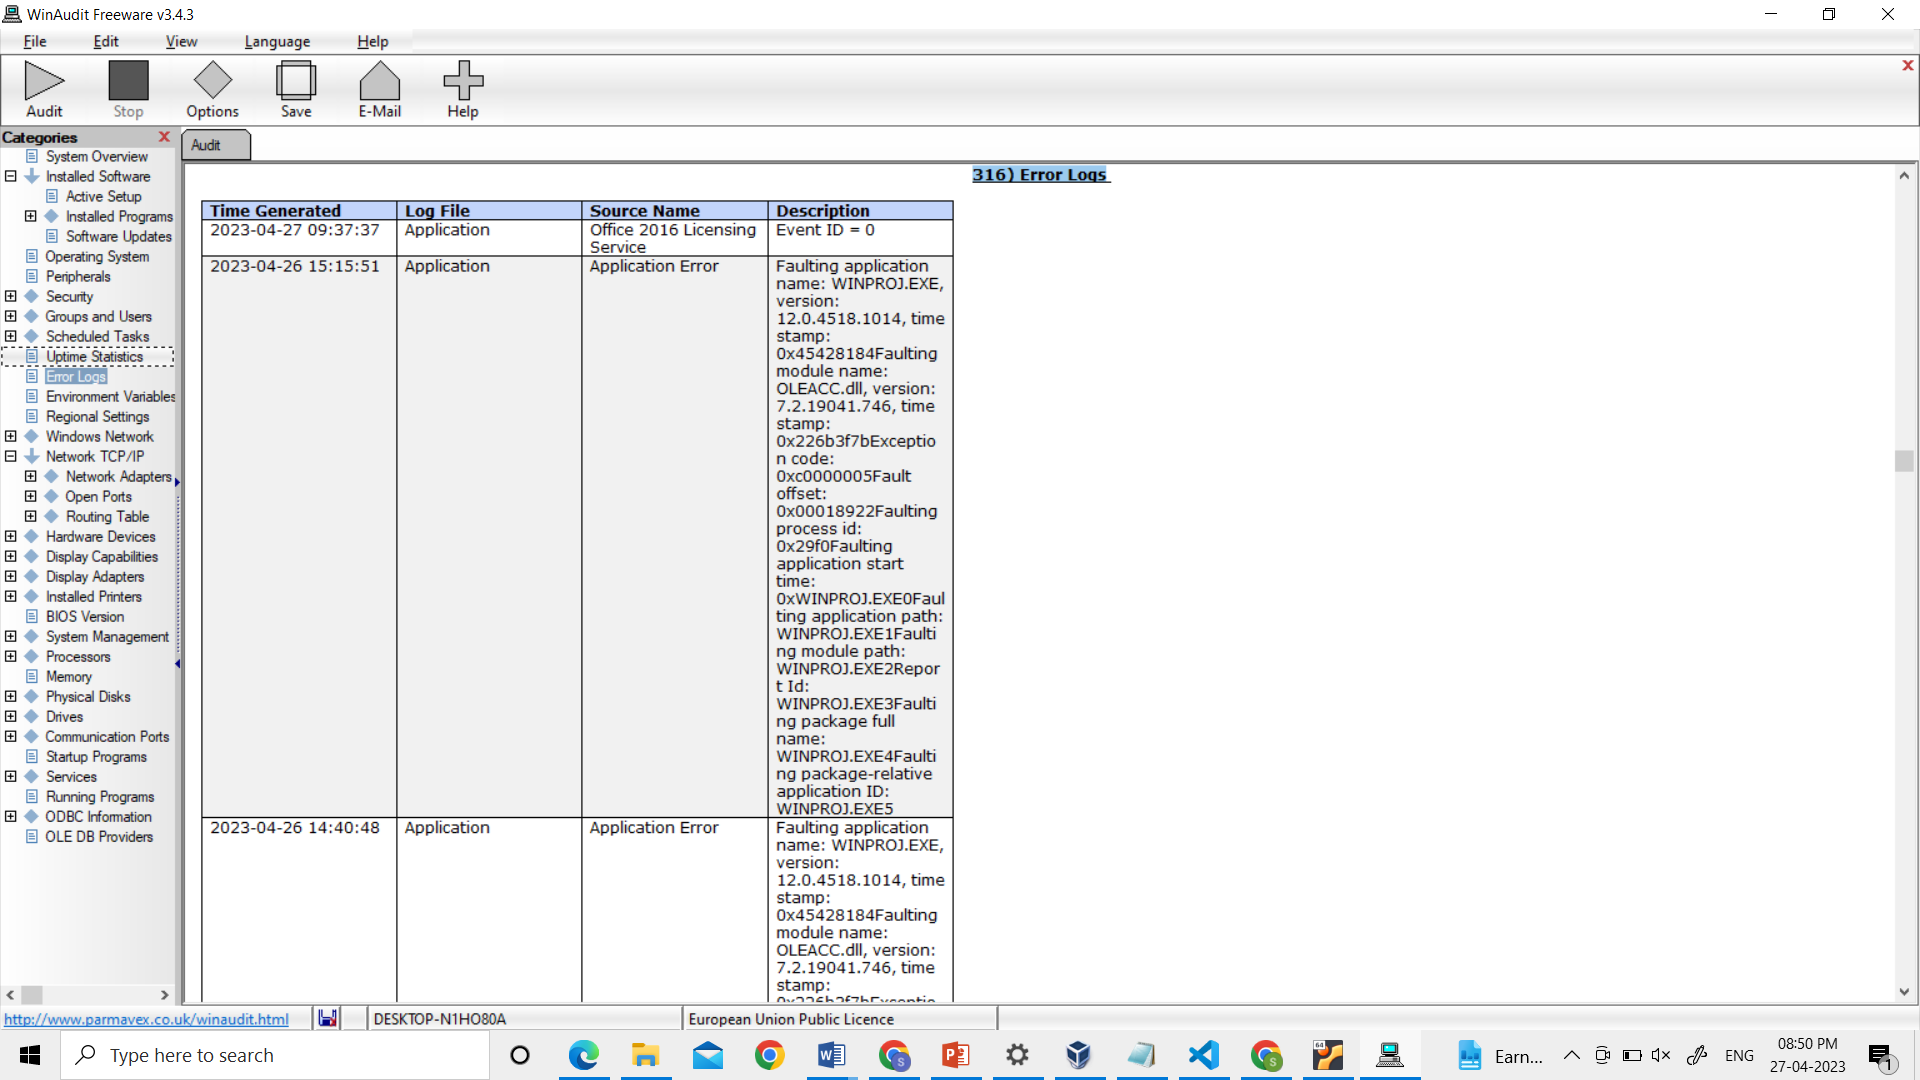 WinAudit Freeware v3.4.3
File Edit View Language Help
Audit Stop Options Save E-Mail Help
Categories
System Overview
Installed Software
Active Setup
Installed Programs
Software Updates
Operating System
Peripherals
Security
Groups and Users
Scheduled Tasks
Uptime Statistics
Error Logs
Environment Variables
Regional Settings
Windows Network
Network TCP/IP
Network Adapters
Open Ports
Routing Table
Hardware Devices
Display Capabilities
Display Adapters
Installed Printers
BIOS Version
System Management
Processors
Memory
Physical Disks
Drives
Communication Ports
Startup Programs
Services
Running Programs
ODBC Information
OLE DB Providers
Audit
316) Error Logs
Time Generated Log File Source Name Description
2023-04-27 09:37:37 Application Office 2016 Licensing Event ID = 0
Service
2023-04-26 15:15:51 Application Application Error Faulting application
name: WINPROJ.EXE,
version:
12.0.4518.1014, time
stamp:
0x45428184Faulting
module name:
OLEACC.dll, version:
7.2.19041.746, time
stamp:
0x226b3f7bExceptio
n code:
0xc0000005Fault
offset:
0x00018922Faulting
process id:
0x29f0Faulting
application start
time:
0xWINPROJ.EXE0Faul
ting application path:
WINPROJ.EXE1Faulti
ng module path:
WINPROJ.EXE2Repor
t Id:
WINPROJ.EXE3Faulti
ng package full
name:
WINPROJ.EXE4Faulti
ng package-relative
application ID:
WINPROJ.EXE5
2023-04-26 14:40:48 Application Application Error Faulting application
name: WINPROJ.EXE,
version:
12.0.4518.1014, time
stamp:
0x45428184Faulting
module name:
OLEACC.dll, version:
7.2.19041.746, time
stamp:
0x226b3f7bExceptio
http://www.parmavex.co.uk/winaudit.html DESKTOP-N1HO80A European Union Public Licence
Type here to search
Earn... ENG 08:50 PM
27-04-2023
1